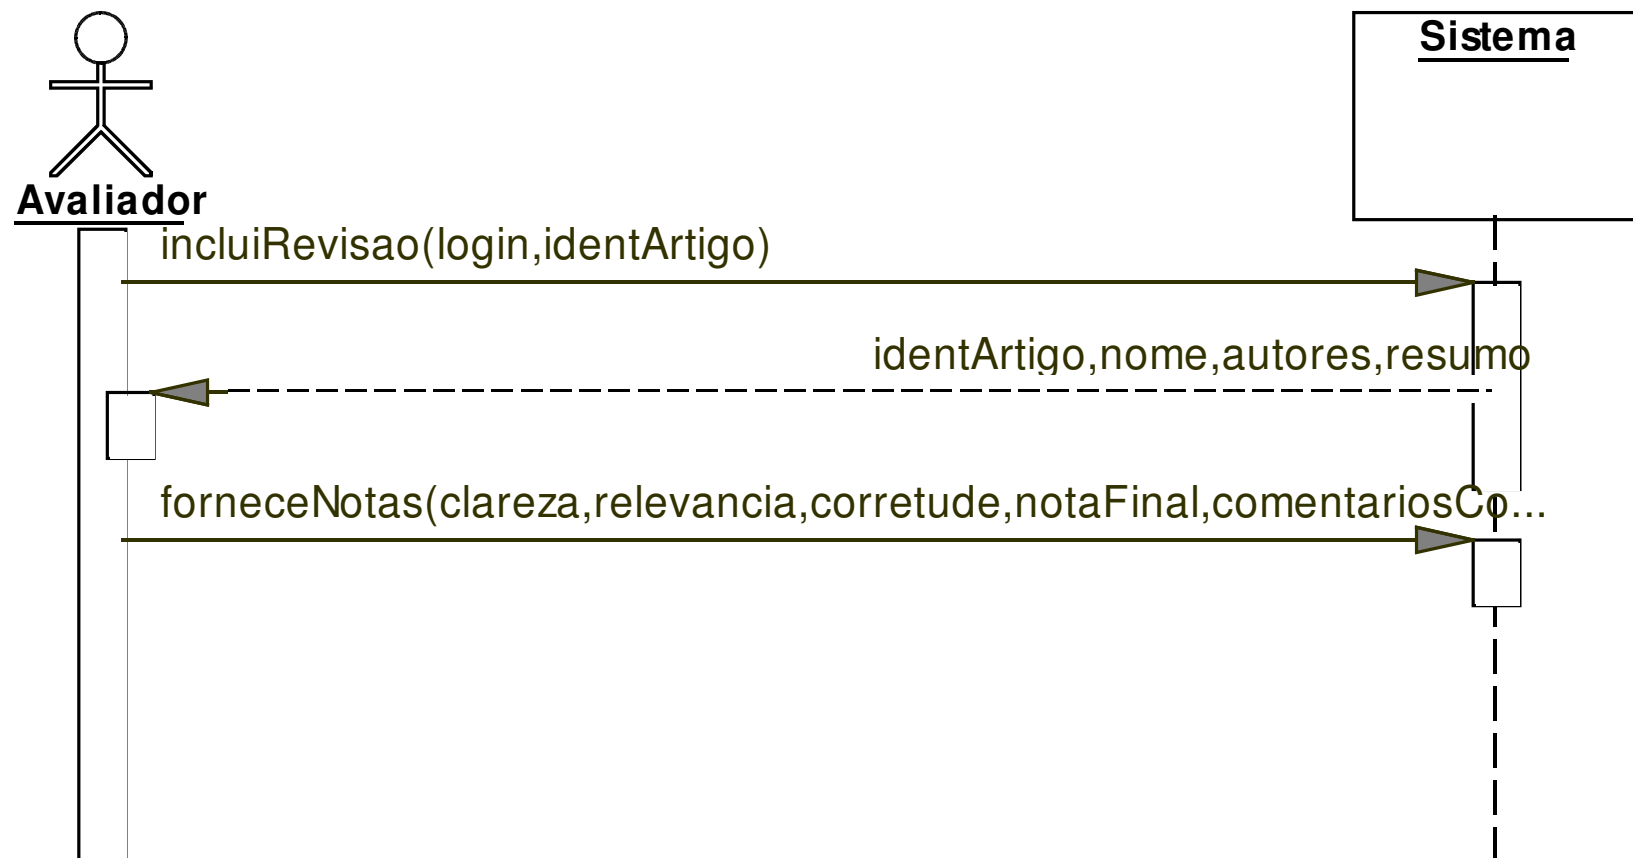 Sistema
Avaliador
incluiRevisao(login,identArtigo)
identArtigo,nome,autores,resumo
forneceNotas(clareza,relevancia,corretude,notaFinal,comentariosCo...